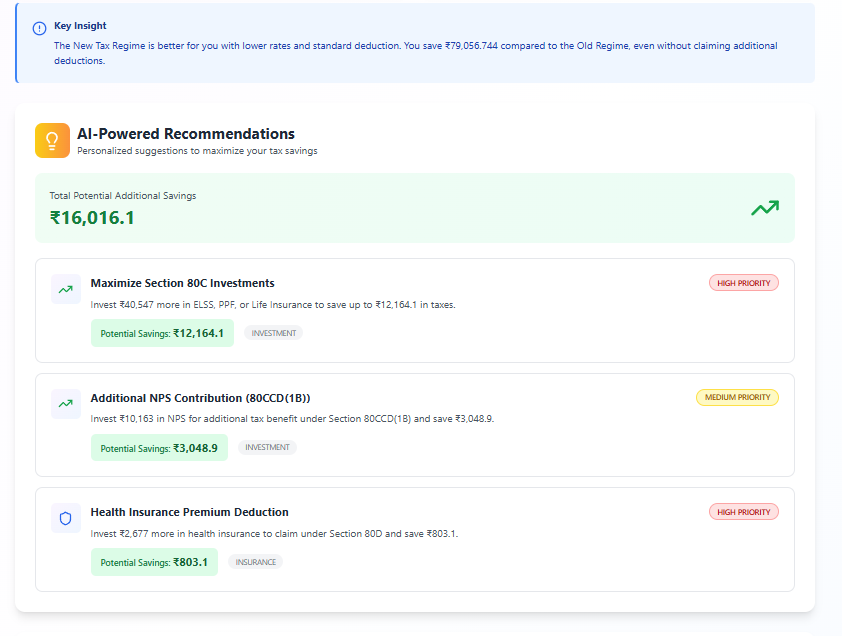 Key Insight
The New Tax Regime is better for you with lower rates and standard deduction. You save ₹79,056.744 compared to the Old Regime, even without claiming additional
deductions.
AI-Powered Recommendations
Personalized suggestions to maximize your tax savings
Total Potential Additional Savings
₹16,016.1
Maximize Section 80C Investments
HIGH PRIORITY
Invest ₹40,547 more in ELSS, PPF, or Life Insurance to save up to ₹12,164.1 in taxes.
Potential Savings: ₹12,164.1 INVESTMENT
Additional NPS Contribution (80CCD(1B))
MEDIUM PRIORITY
Invest ₹10,163 in NPS for additional tax benefit under Section 80CCD(1B) and save ₹3,048.9.
Potential Savings: ₹3,048.9 INVESTMENT
Health Insurance Premium Deduction
HIGH PRIORITY
Invest ₹2,677 more in health insurance to claim under Section 80D and save ₹803.1.
Potential Savings: ₹803.1 INSURANCE